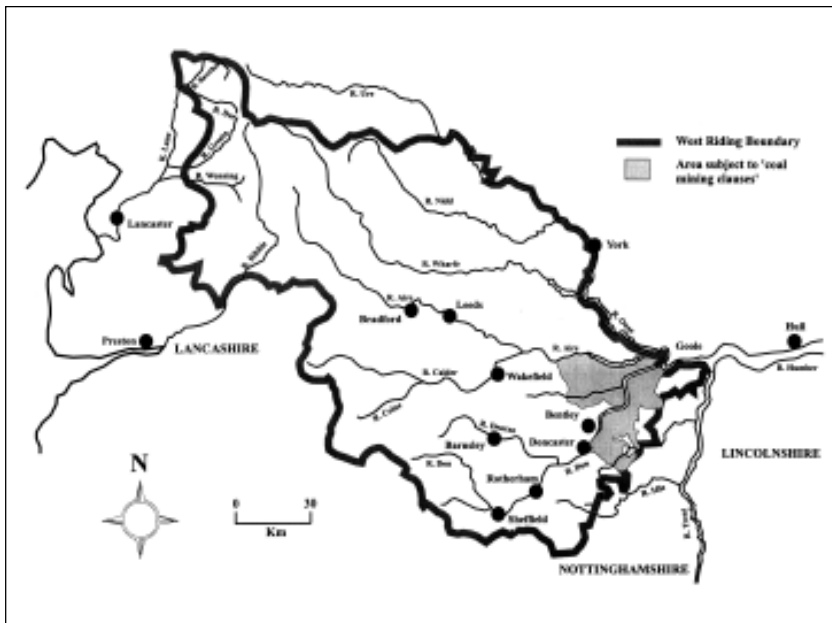 R. Ure
R. Lune
R. Wenning
Lancaster
R. Nidd
R. Ribble
R. Wharfe
York
West Riding Boundary
Area subject to 'coal
mining clauses'
R. Aire
Leeds
Bradford
R. Ouse
Preston
LANCASHIRE
R. Aire
Goole
Hull
R. Humber
R. Calder
Wakefield
R. Colne
Bentley
R. Dearne
Barnsley
Doncaster
R. Don
LINCOLNSHIRE
R. Don
Rotherham
Sheffield
R. Idle
R. Trent
NOTTINGHAMSHIRE
N
0 30
Km